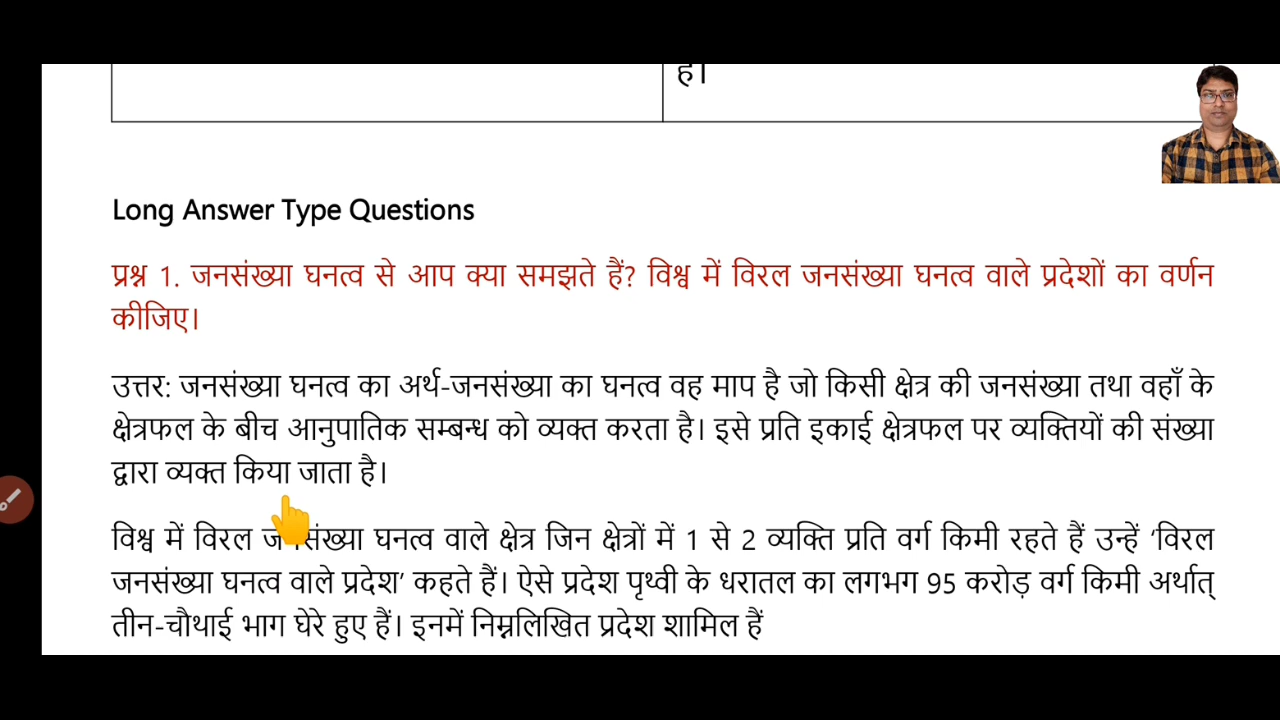 है।
Long Answer Type Questions
प्रश्न 1. जनसंख्या घनत्व से आप क्या समझते हैं? विश्व में विरल जनसंख्या घनत्व वाले प्रदेशों का वर्णन
कीजिए।
उत्तर: जनसंख्या घनत्व का अर्थ-जनसंख्या का घनत्व वह माप है जो किसी क्षेत्र की जनसंख्या तथा वहाँ के
क्षेत्रफल के बीच आनुपातिक सम्बन्ध को व्यक्त करता है। इसे प्रति इकाई क्षेत्रफल पर व्यक्तियों की संख्या
द्वारा व्यक्त किया जाता है।
विश्व में विरल जनसंख्या घनत्व वाले क्षेत्र जिन क्षेत्रों में 1 से 2 व्यक्ति प्रति वर्ग किमी रहते हैं उन्हें ‘विरल
जनसंख्या घनत्व वाले प्रदेश’ कहते हैं। ऐसे प्रदेश पृथ्वी के धरातल का लगभग 95 करोड़ वर्ग किमी अर्थात्
तीन-चौथाई भाग घेरे हुए हैं। इनमें निम्नलिखित प्रदेश शामिल हैं